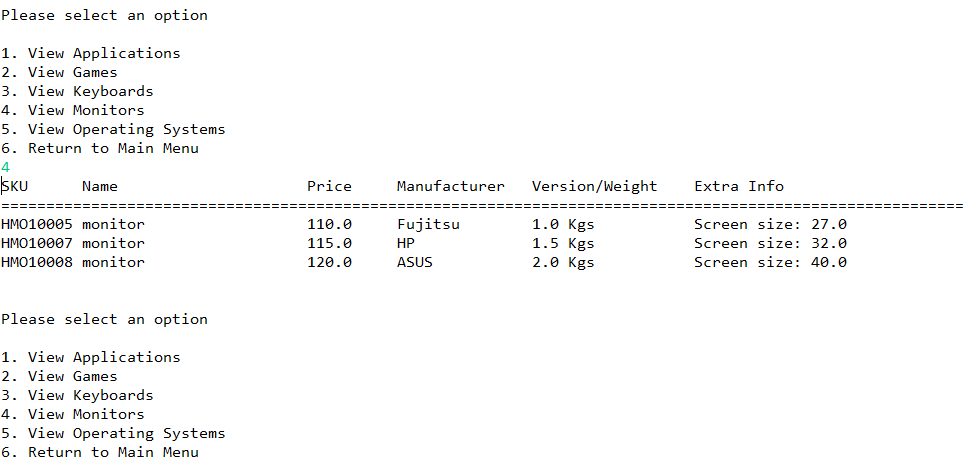 Please select an option
1. View Applications
2. View Games
3. View Keyboards
4. View Monitors
5. View Operating Systems
6. Return to Main Menu
4
SKU Name Price Manufacturer Version/Weight Extra Info
===========================================================================================================
HMO10005 monitor 110.0 Fujitsu 1.0 Kgs Screen size: 27.0
HMO10007 monitor 115.0 HP 1.5 Kgs Screen size: 32.0
HMO10008 monitor 120.0 ASUS 2.0 Kgs Screen size: 40.0
Please select an option
1. View Applications
2. View Games
3. View Keyboards
4. View Monitors
5. View Operating Systems
6. Return to Main Menu